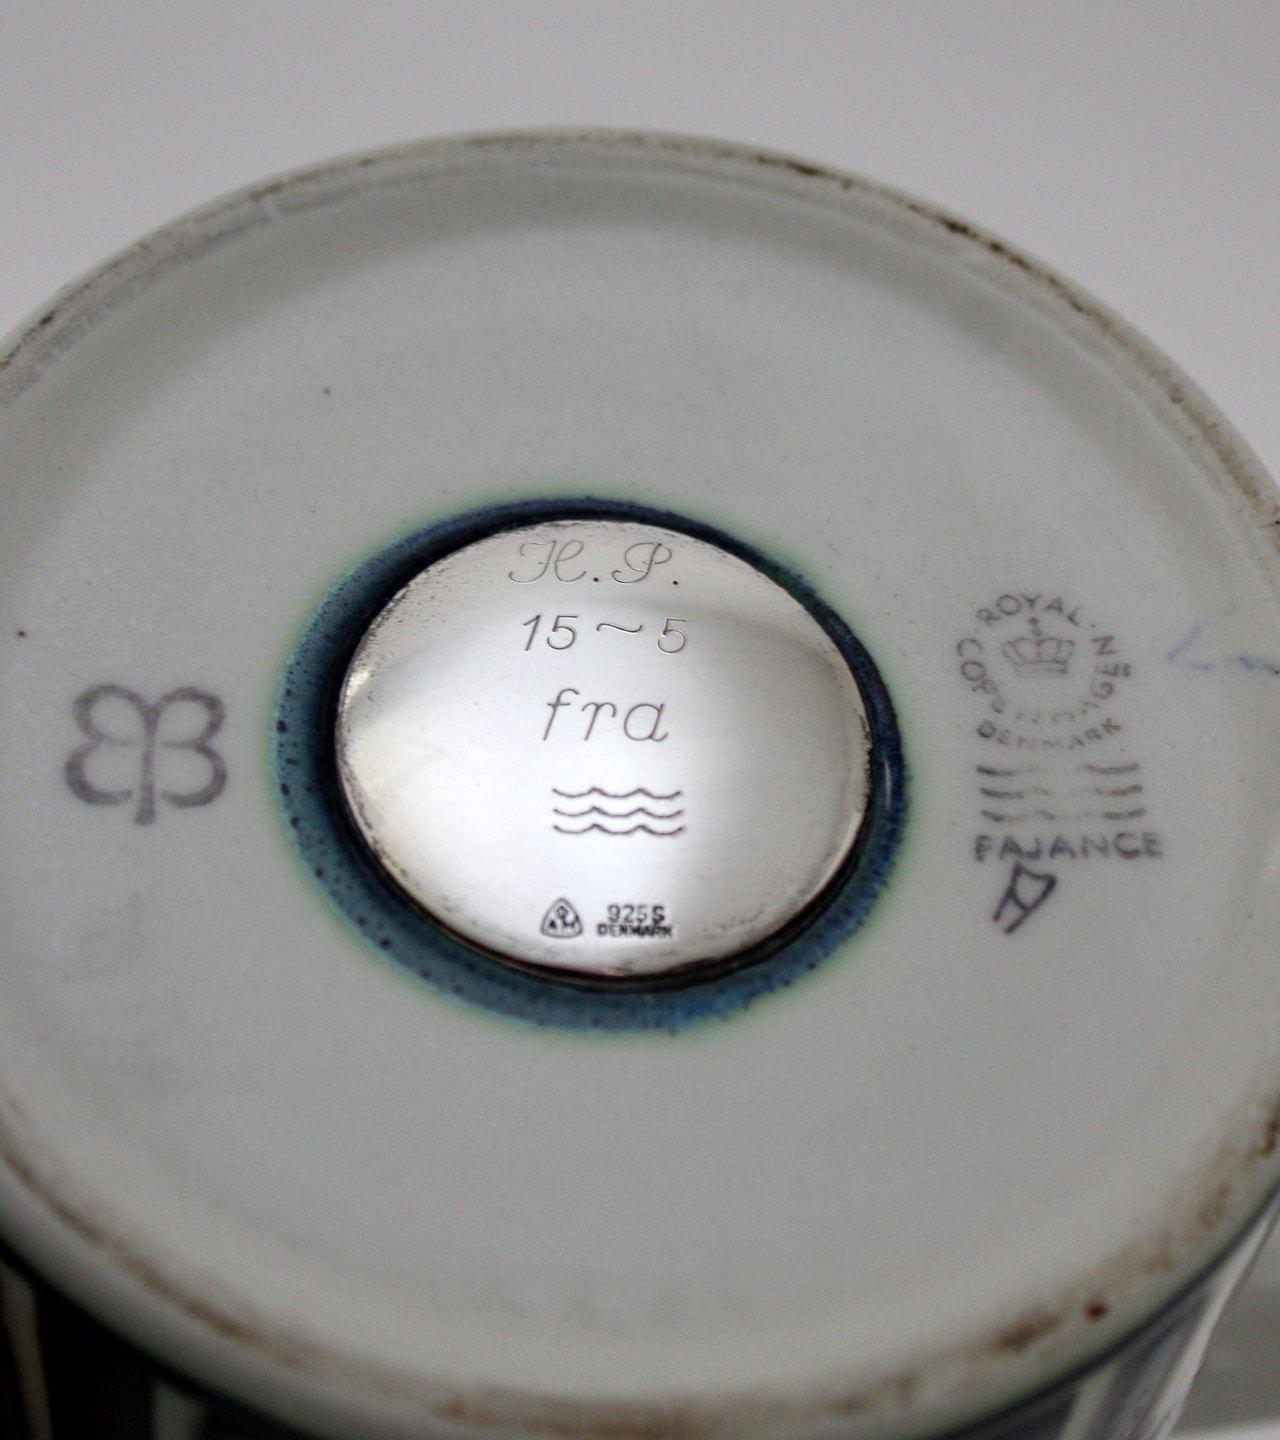 H.P.
15~5
fra
925S
DENMARK
ROYAL
COPENHAGEN
DENMARK
FAJANCE